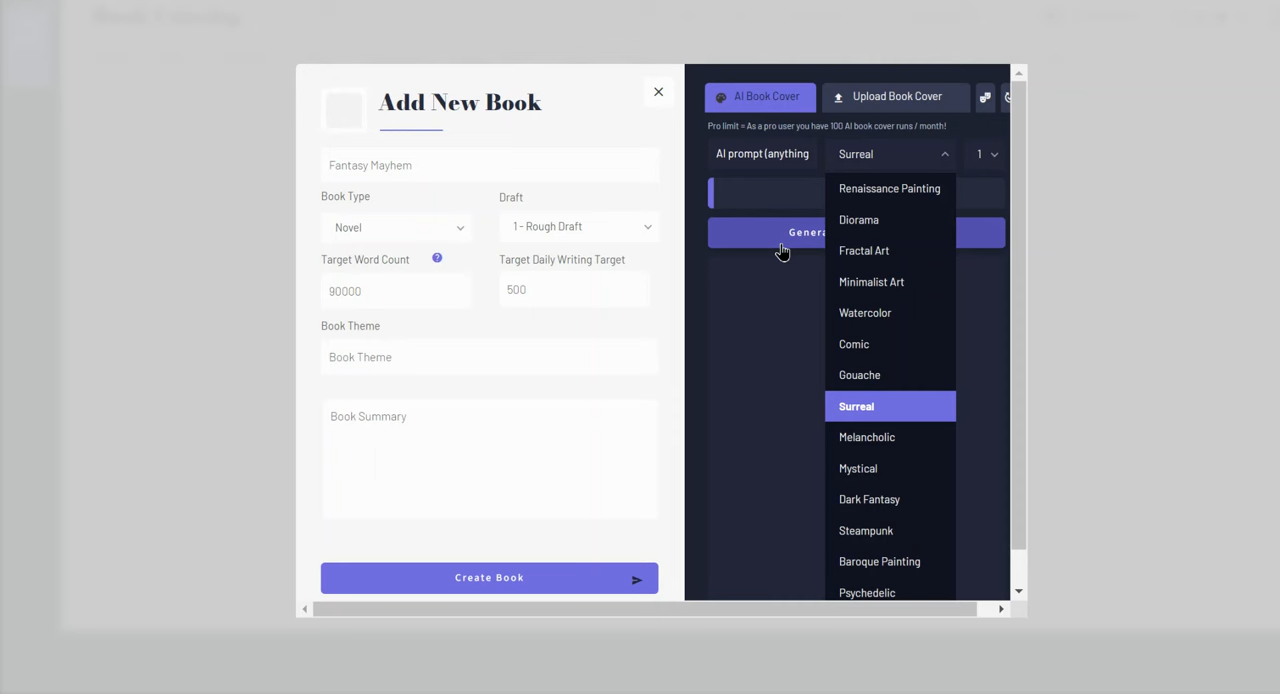 Add New Book
Fantasy Mayhem
Book Type
Draft
Novel
1 - Rough Draft
Target Word Count
?
Target Daily Writing Target
90000
500
Book Theme
Book Theme
Book Summary
Create Book
AI Book Cover
Upload Book Cover
Pro limit = As a pro user you have 100 AI book cover runs / month!
AI prompt (anything
Surreal
1
Renaissance Painting
Diorama
Fractal Art
Genera
Minimalist Art
Watercolor
Comic
Gouache
Surreal
Melancholic
Mystical
Dark Fantasy
Steampunk
Baroque Painting
Psychedelic